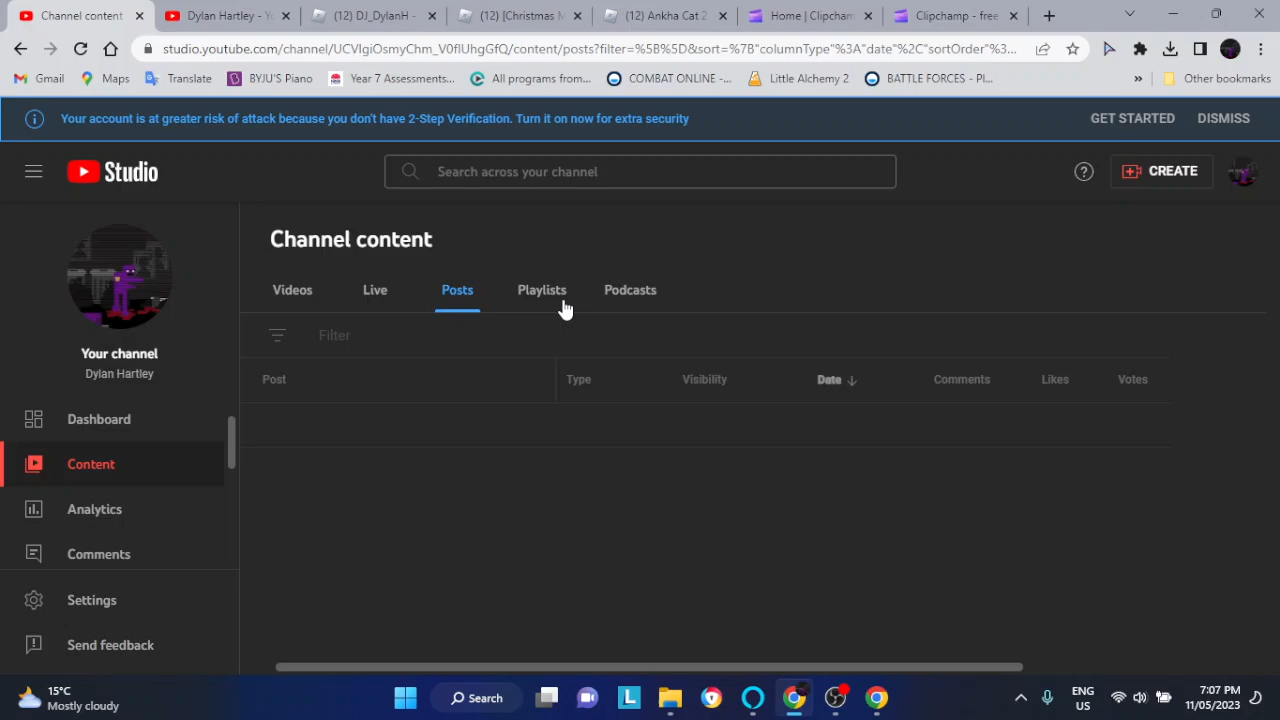 Channel content
Dylan Hartley - Yo
(12) DJ_DylanH -
(12) [Christmas M
(12) Ankha Cat 2
Home | Clipcham
Clipchamp - free
studio.youtube.com/channel/UCVIgiOsmyChm_V0flUhgGfQ/content/posts?filter=%5B%5D&sort=%7B"columnType"%3A"date"%2C"sortOrder"%3...
Gmail
Maps
Translate
BYJU'S Piano
Year 7 Assessments...
All programs from...
COMBAT ONLINE -...
Little Alchemy 2
BATTLE FORCES - Pl...
»
Other bookmarks
Your account is at greater risk of attack because you don't have 2-Step Verification. Turn it on now for extra security
GET STARTED
DISMISS
Studio
Search across your channel
CREATE
Channel content
Videos
Live
Posts
Playlists
Podcasts
Filter
Post
Type
Visibility
Date
Comments
Likes
Votes
Your channel
Dylan Hartley
Dashboard
Content
Analytics
Comments
Settings
Send feedback
15°C
Mostly cloudy
Search
ENG
US
7:07 PM
11/05/2023